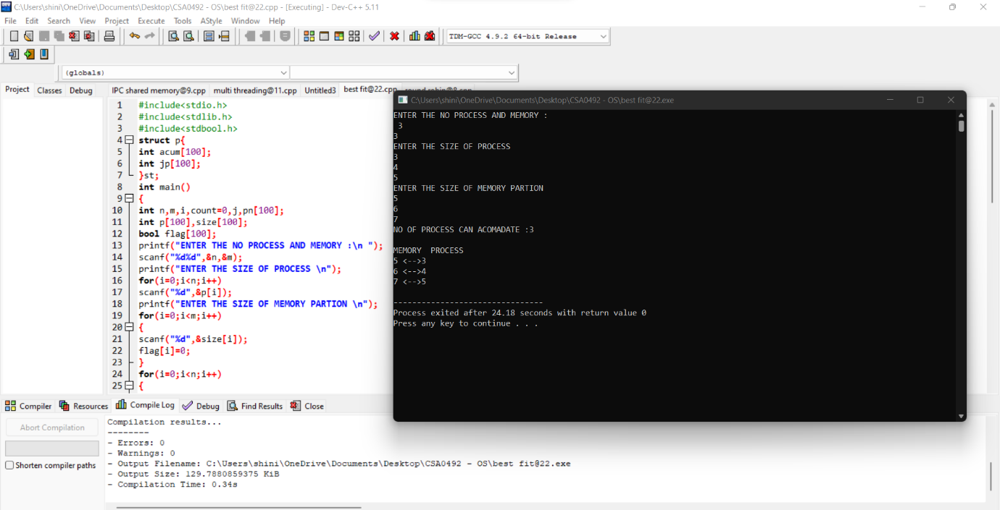 C:\Users\shini\OneDrive\Documents\Desktop\CSA0492 - OS\best fit@22.cpp - [Executing] - Dev-C++ 5.11
File Edit Search View Project Execute Tools AStyle Window Help
TDM-GCC 4.9.2 64-bit Release
(globals)
Project Classes Debug
IPC shared memory@9.cpp multi threading@11.cpp Untitled3 best fit@22.cpp round robin@8.cpp
1 #include<stdio.h>
2 #include<stdlib.h>
3 #include<stdbool.h>
4 struct p{
5 int acum[100];
6 int jp[100];
7 }st;
8 int main()
9 {
10 int n,m,i,count=0,j,pn[100];
11 int p[100],size[100];
12 bool flag[100];
13 printf("ENTER THE NO PROCESS AND MEMORY :\n ");
14 scanf("%d%d",&n,&m);
15 printf("ENTER THE SIZE OF PROCESS \n");
16 for(i=0;i<n;i++)
17 scanf("%d",&p[i]);
18 printf("ENTER THE SIZE OF MEMORY PARTION \n");
19 for(i=0;i<m;i++)
20 {
21 scanf("%d",&size[i]);
22 flag[i]=0;
23 }
24 for(i=0;i<n;i++)
25 {
C:\Users\shini\OneDrive\Documents\Desktop\CSA0492 - OS\best fit@22.exe
ENTER THE NO PROCESS AND MEMORY :
3
3
ENTER THE SIZE OF PROCESS
3
4
5
ENTER THE SIZE OF MEMORY PARTION
5
6
7
NO OF PROCESS CAN ACOMADATE :3
MEMORY PROCESS
5 <-->3
6 <-->4
7 <-->5
--------------------------------
Process exited after 24.18 seconds with return value 0
Press any key to continue . . .
Compiler Resources Compile Log Debug Find Results Close
Abort Compilation
Shorten compiler paths
Compilation results...
--------
- Errors: 0
- Warnings: 0
- Output Filename: C:\Users\shini\OneDrive\Documents\Desktop\CSA0492 - OS\best fit@22.exe
- Output Size: 129.7880859375 KiB
- Compilation Time: 0.34s